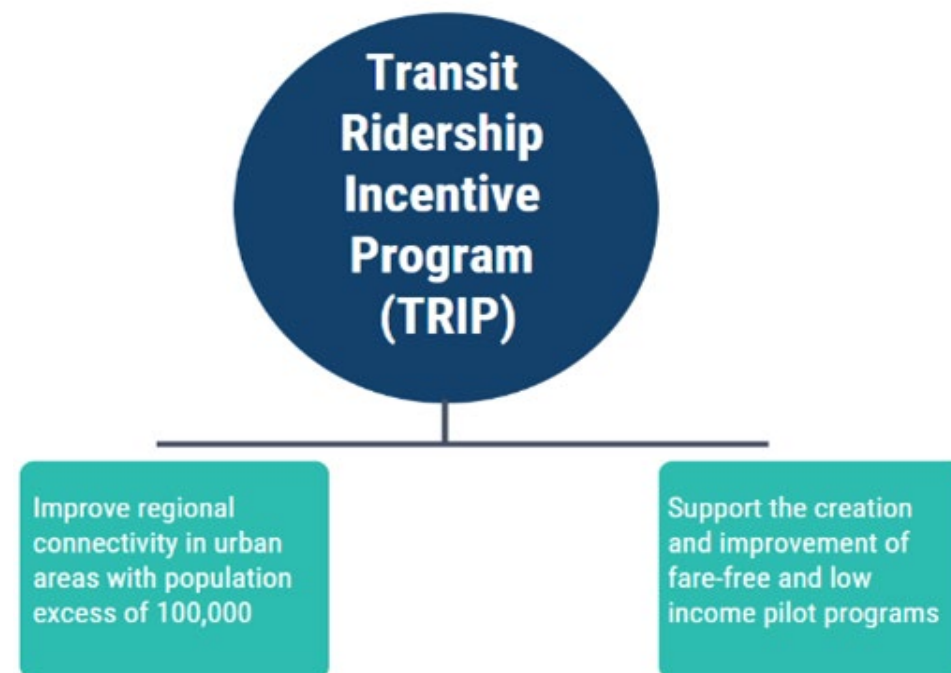 Transit
Ridership
Incentive
Program
(TRIP)
Improve regional
connectivity in urban
areas with population
excess of 100,000
Support the creation
and improvement of
fare-free and low
income pilot programs